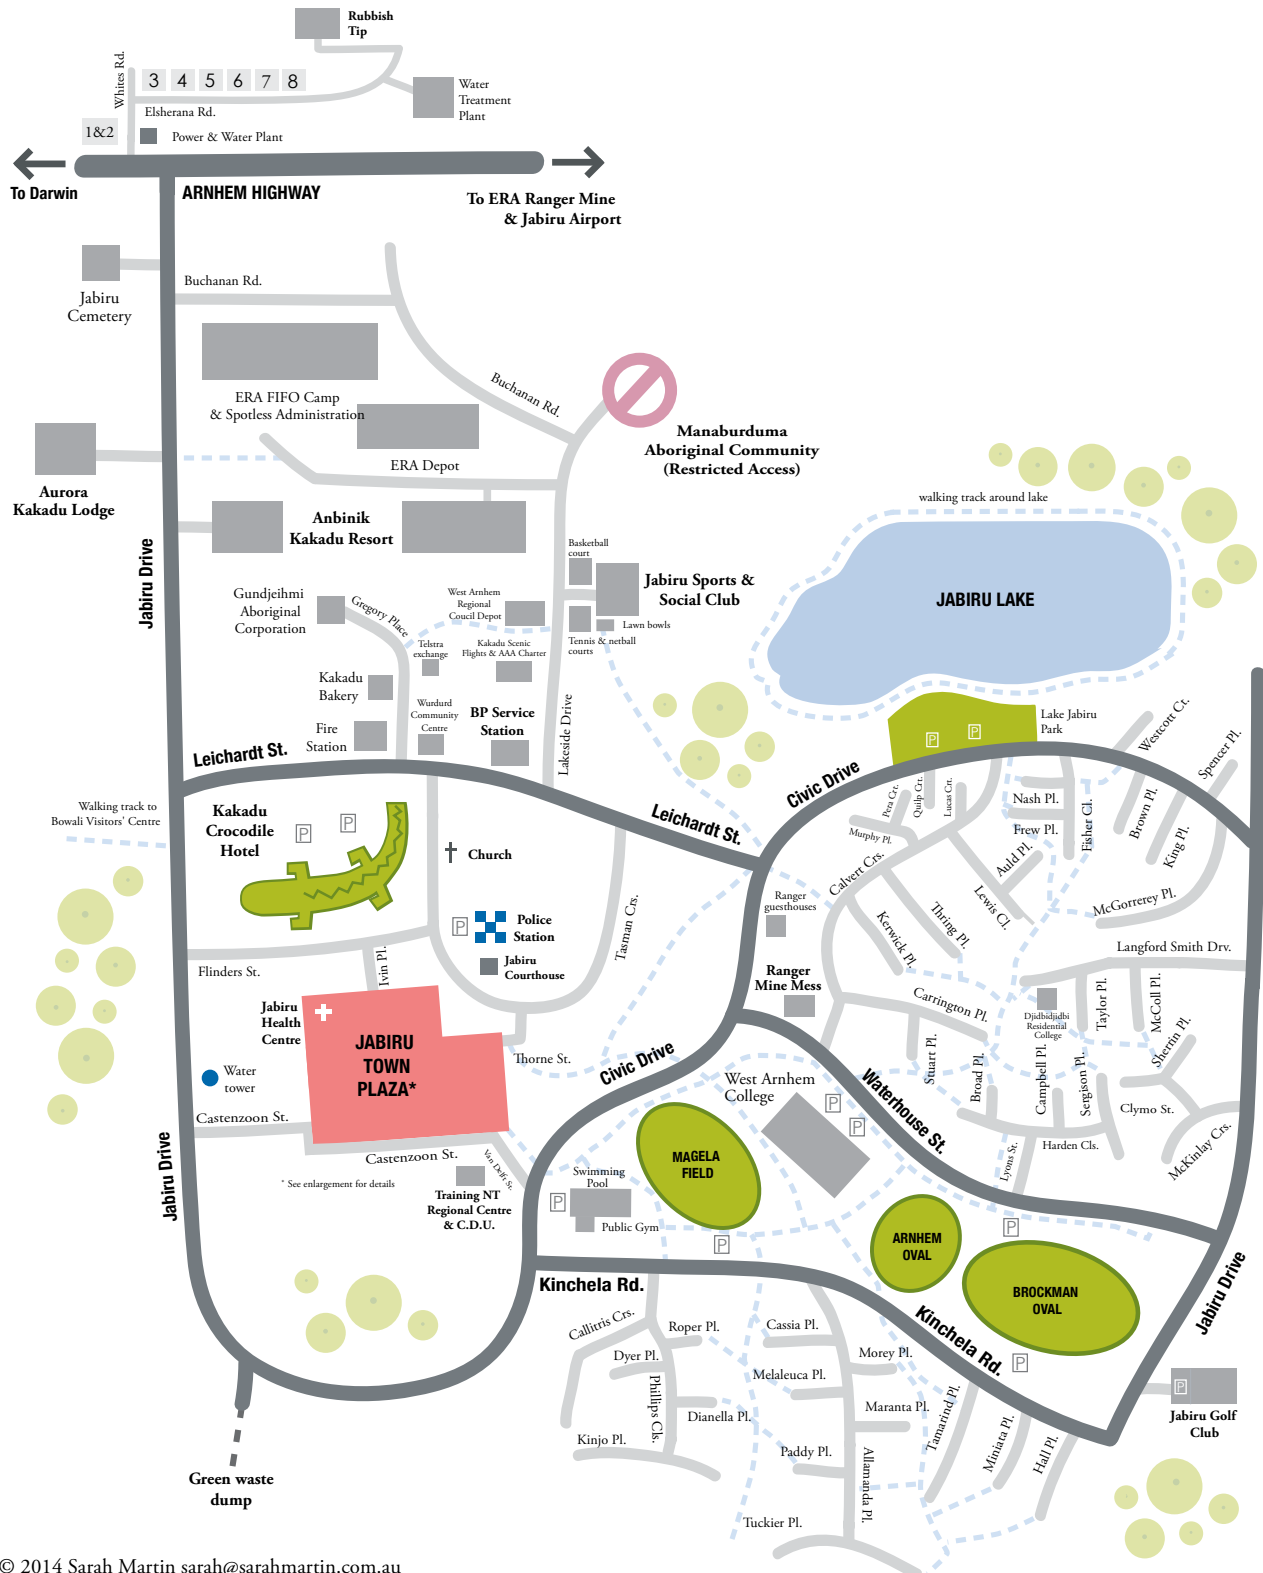 Rubbish
Tip
Whites Rd.
3 4 5 6 7 8
Water
Treatment
Plant
Elsherana Rd.
1&2
Power & Water Plant
To Darwin
ARNHEM HIGHWAY
To ERA Ranger Mine
& Jabiru Airport
Buchanan Rd.
Jabiru
Cemetery
ERA FIFO Camp
& Spotless Administration
Buchanan Rd.
Manaburduma
Aboriginal Community
(Restricted Access)
ERA Depot
Aurora
Kakadu Lodge
Anbinik
Kakadu Resort
walking track around lake
Jabiru Drive
Basketball
court
Jabiru Sports &
Social Club
JABIRU LAKE
Gundjeihmi
Aboriginal
Corporation
Gregory Place
West Arnhem
Regional
Coucil Depot
Lawn bowls
Tennis & netball
courts
Telstra
exchange
Kakadu Scenic
Flights & AAA Charter
Kakadu
Bakery
Wurdurd
Community
Centre
BP Service
Station
Lakeside Drive
Fire
Station
Lake Jabiru
Park
P
P
Westcott Ct.
Spencer Pl.
Leichardt St.
Civic Drive
Leichardt St.
Walking track to
Bowali Visitors' Centre
Kakadu
Crocodile
Hotel
P
P
Pera Crt.
Quilp Crt.
Lucas Crt.
Nash Pl.
Frew Pl.
Fisher Cl.
Brown Pl.
King Pl.
Murphy Pl.
Church
Calvert Crs.
Auld Pl.
Lewis Cl.
McGorrerey Pl.
Ranger
guesthouses
Kerwick Pl.
Thring Pl.
P
Police
Station
Tasman Crs.
Langford Smith Drv.
Flinders St.
Ivin Pl.
Jabiru
Courthouse
Ranger
Mine Mess
Carrington Pl.
Djidbidjidbi
Residential
College
Taylor Pl.
McColl Pl.
Jabiru
Health
Centre
JABIRU
TOWN
PLAZA*
Thorne St.
Civic Drive
Stuart Pl.
Sherrin Pl.
Water
tower
West Arnhem
College
P
P
Waterhouse St.
Broad Pl.
Campbell Pl.
Sergison Pl.
Clymo St.
Castenzoon St.
Castenzoon St.
Van Delft St.
Harden Cls.
Lyons St.
McKinlay Crs.
Jabiru Drive
MAGELA
FIELD
* See enlargement for details
Training NT
Regional Centre
& C.D.U.
Swimming
Pool
P
Public Gym
P
P
ARNHEM
OVAL
BROCKMAN
OVAL
Kinchela Rd.
Jabiru Drive
Callitris Crs.
Roper Pl.
Cassia Pl.
Kinchela Rd.
P
Dyer Pl.
Morey Pl.
Melaleuca Pl.
Phillips Cls.
Dianella Pl.
Maranta Pl.
Tamarind Pl.
P
Jabiru Golf
Club
Kinjo Pl.
Paddy Pl.
Allamanda Pl.
Miniata Pl.
Hall Pl.
Green waste
dump
Tuckier Pl.
© 2014 Sarah Martin sarah@sarahmartin.com.au